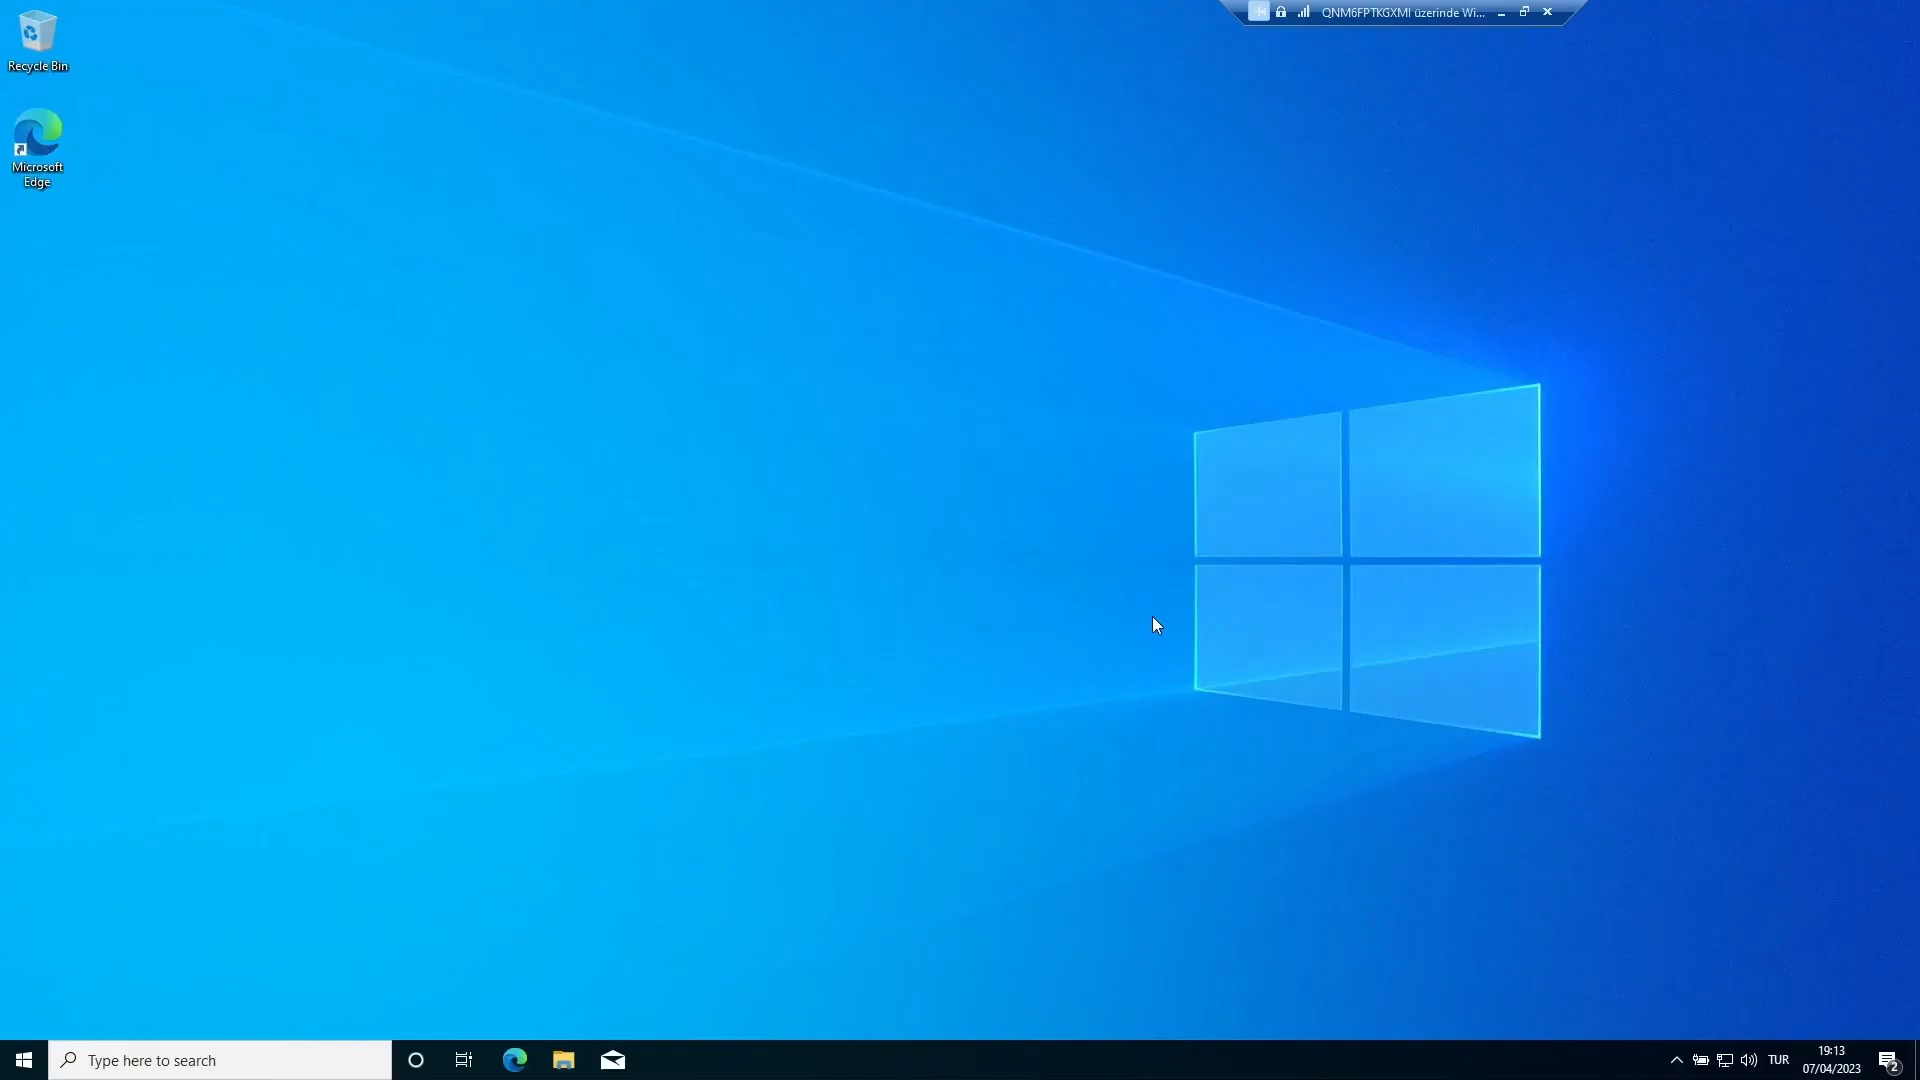 QNM6FPTKGXMI üzerinde Wi...
Recycle Bin
Microsoft
Edge
Type here to search
TUR
19:13
07/04/2023
2